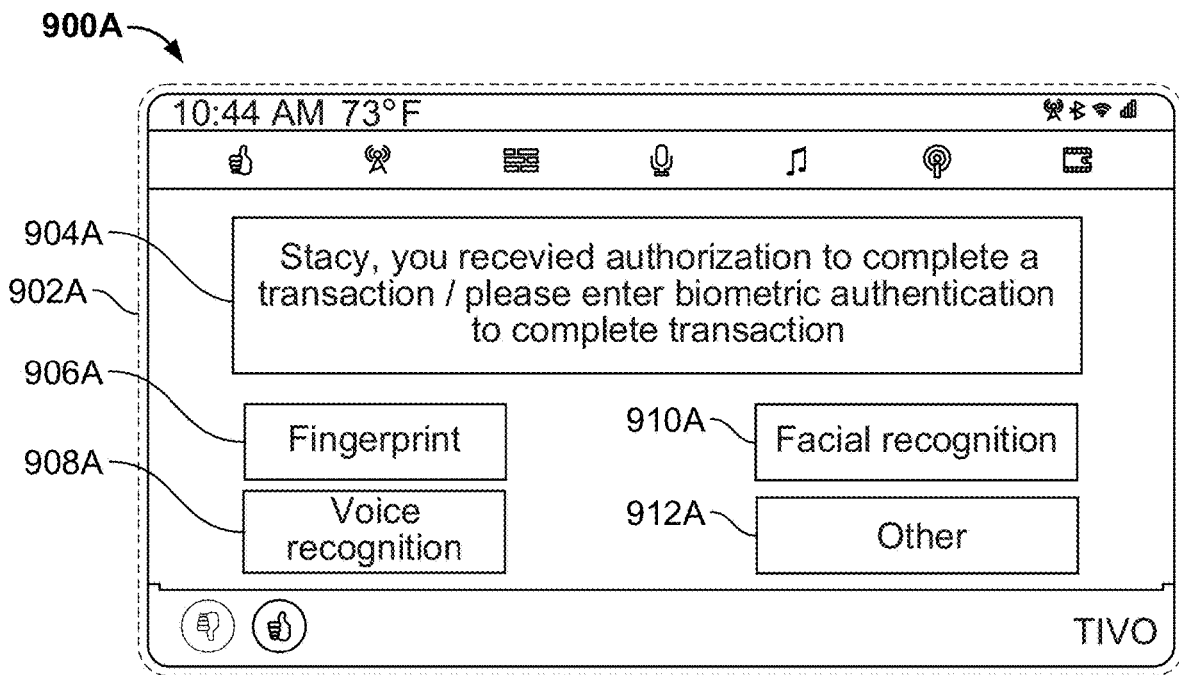 900A
10:44 AM 73°F
904A
Stacy, you recevied authorization to complete a
transaction / please enter biometric authentication
to complete transaction
902A
906A
Fingerprint
910A
Facial recognition
908A
Voice
recognition
912A
Other
TIVO